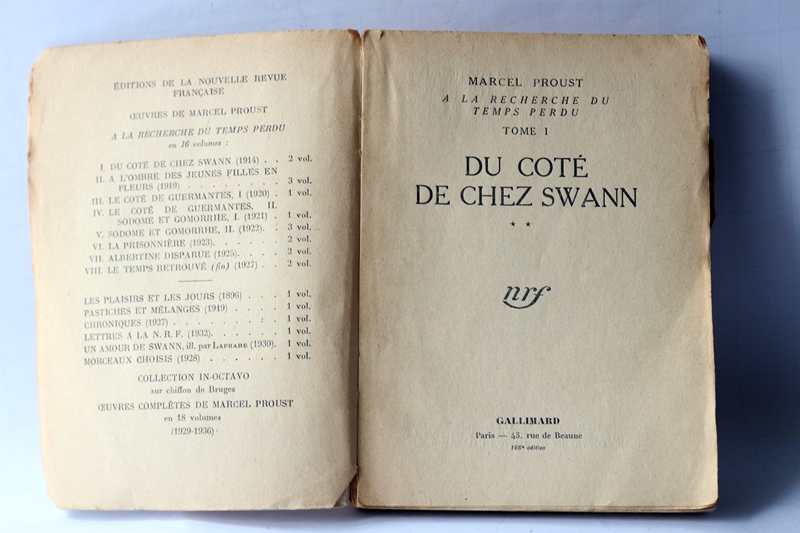 ÉDITIONS DE LA NOUVELLE REVUE
FRANÇAISE
ŒUVRES DE MARCEL PROUST
A LA RECHERCHE DU TEMPS PERDU
en 16 volumes :
I. DU COTÉ DE CHEZ SWANN (1914) . . 2 vol.
II. A L'OMBRE DES JEUNES FILLES EN
FLEURS (1919) . . . . . . . . 3 vol.
III. LE COTÉ DE GUERMANTES, I (1920) . 1 vol.
IV. LE COTÉ DE GUERMANTES, II.
SODOME ET GOMORRHE, I. (1921) . 1 vol.
V. SODOME ET GOMORRHE, II. (1922). . 3 vol.
VI. LA PRISONNIÈRE (1923). . . . . . 2 vol.
VII. ALBERTINE DISPARUE (1925). . . . 2 vol.
VIII. LE TEMPS RETROUVÉ (fin) (1927) . . 2 vol.
LES PLAISIRS ET LES JOURS (1896) . . . 1 vol.
PASTICHES ET MÉLANGES (1919) . . . . 1 vol.
CHRONIQUES (1927) . . . . . . . . . 1 vol.
LETTRES A LA N. R. F. (1932). . . . . . 1 vol.
UN AMOUR DE SWANN, ill. par LAPRADE (1930). 1 vol.
MORCEAUX CHOISIS (1928) . . . . . . 1 vol.
COLLECTION IN-OCTAVO
sur chiffon de Bruges
ŒUVRES COMPLÈTES DE MARCEL PROUST
en 18 volumes
(1929-1936)
MARCEL PROUST
A LA RECHERCHE DU
TEMPS PERDU
TOME I
DU COTÉ
DE CHEZ SWANN
* *
nrf
GALLIMARD
Paris — 43, rue de Beaune
166e édition